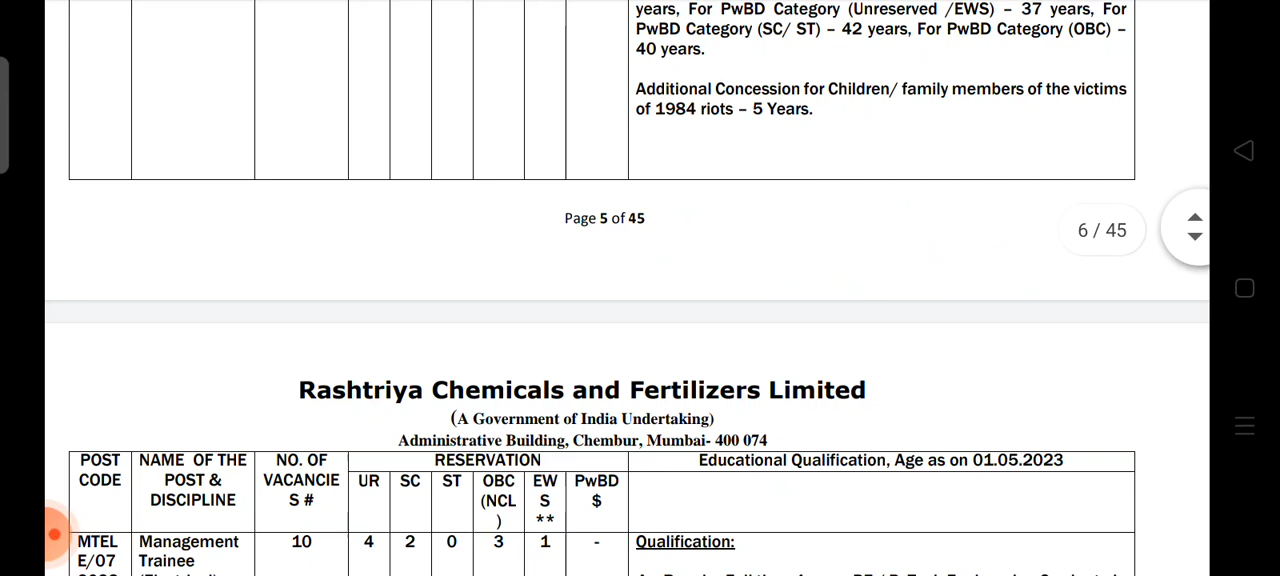 years, For PwBD Category (Unreserved /EWS) – 37 years, For
PwBD Category (SC/ ST) – 42 years, For PwBD Category (OBC) –
40 years.
Additional Concession for Children/ family members of the victims
of 1984 riots – 5 Years.
Page 5 of 45
6 / 45
Rashtriya Chemicals and Fertilizers Limited
(A Government of India Undertaking)
Administrative Building, Chembur, Mumbai- 400 074
POST CODE
NAME OF THE POST & DISCIPLINE
NO. OF VACANCIE S #
RESERVATION
Educational Qualification, Age as on 01.05.2023
UR
SC
ST
OBC (NCL )
EW S **
PwBD $
MTEL E/07
Management Trainee
10
4
2
0
3
1
-
Qualification: